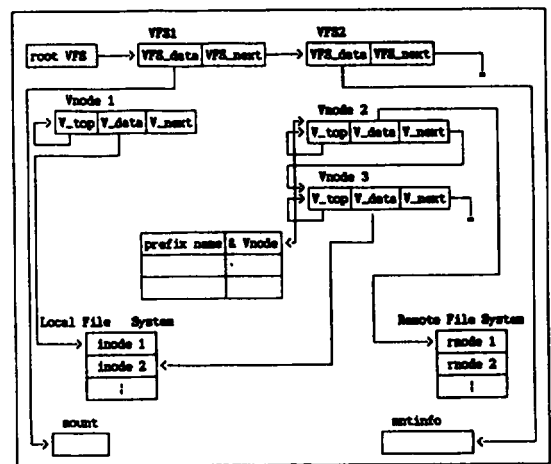 VFS1 VFS2
root VFS VFS_data VFS_next VFS_data VFS_next
Vnode 1 Vnode 2
V_top V_data V_next V_top V_data V_next
Vnode 3
V_top V_data V_next
prefix name & Vnode
Local File System Remote File System
inode 1 rnode 1
inode 2 rnode 2
mount mntinfo